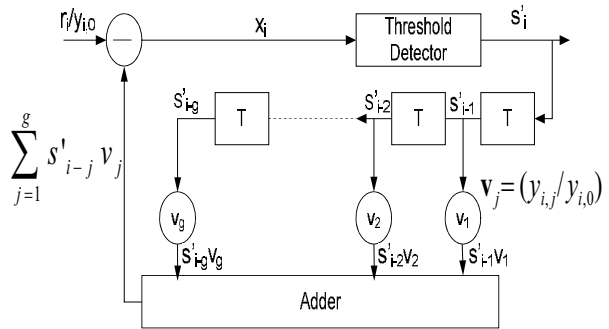 r_i/y_{i,0}
—
x_i
Threshold Detector
s'_i
s'_{i-g}
T
s'_{i-2}
T
s'_{i-1}
T
\sum_{j=1}^{g} s'_{i-j} v_j
v_j=(y_{i,j}/y_{i,0})
v_g
v_2
v_1
s'_{i-g}v_g
s'_{i-2}v_2
s'_{i-1}v_1
Adder